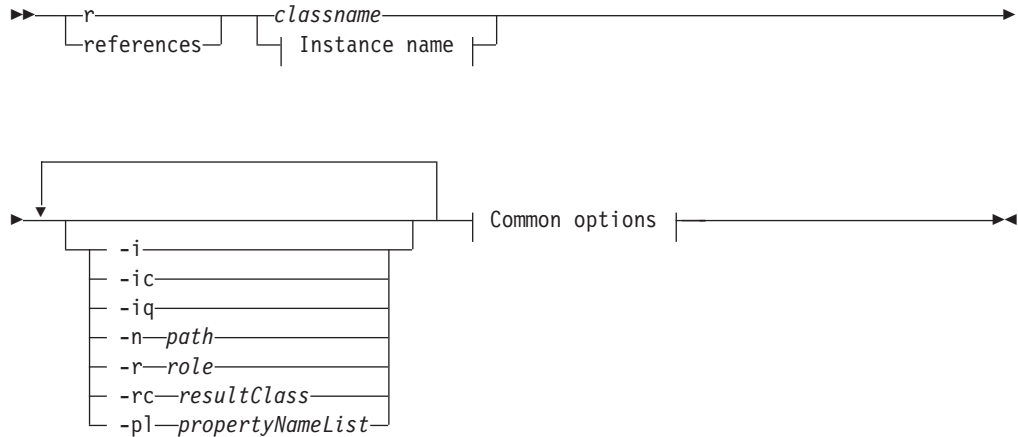 r classname
references Instance name
Common options
-i
-ic
-iq
-n path
-r role
-rc resultClass
-pl propertyNameList